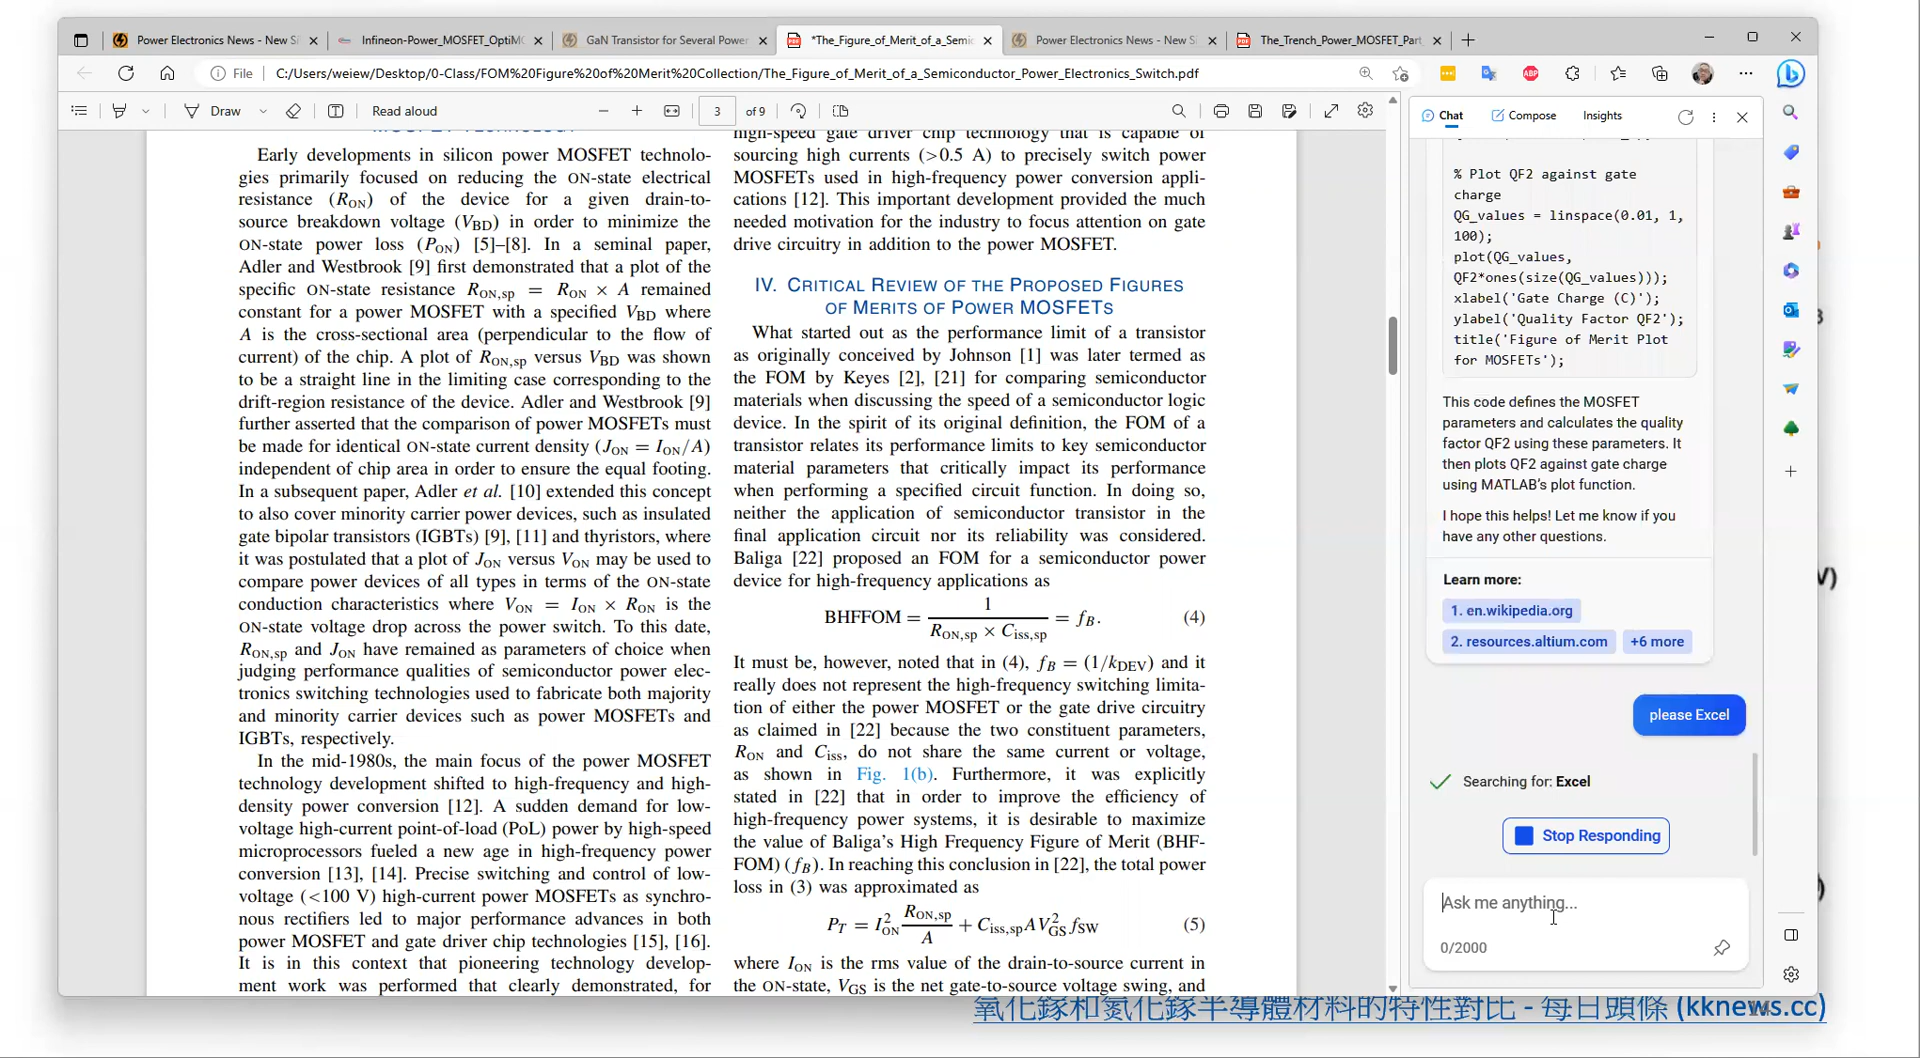 Power Electronics News - New Si
Infineon-Power_MOSFET_OptiMO
GaN Transistor for Several Power
*The_Figure_of_Merit_of_a_Semic
Power Electronics News - New Si
The_Trench_Power_MOSFET_Part
File
C:/Users/weiew/Desktop/0-Class/FOM%20Figure%20of%20Merit%20Collection/The_Figure_of_Merit_of_a_Semiconductor_Power_Electronics_Switch.pdf
ABP
Draw
Read aloud
3
of 9
Early developments in silicon power MOSFET technolo-
gies primarily focused on reducing the ON-state electrical
resistance (RON) of the device for a given drain-to-
source breakdown voltage (VBD) in order to minimize the
ON-state power loss (PON) [5]–[8]. In a seminal paper,
Adler and Westbrook [9] first demonstrated that a plot of the
specific ON-state resistance RON,sp = RON × A remained
constant for a power MOSFET with a specified VBD where
A is the cross-sectional area (perpendicular to the flow of
current) of the chip. A plot of RON,sp versus VBD was shown
to be a straight line in the limiting case corresponding to the
drift-region resistance of the device. Adler and Westbrook [9]
further asserted that the comparison of power MOSFETs must
be made for identical ON-state current density (JON = ION/A)
independent of chip area in order to ensure the equal footing.
In a subsequent paper, Adler et al. [10] extended this concept
to also cover minority carrier power devices, such as insulated
gate bipolar transistors (IGBTs) [9], [11] and thyristors, where
it was postulated that a plot of JON versus VON may be used to
compare power devices of all types in terms of the ON-state
conduction characteristics where VON = ION × RON is the
ON-state voltage drop across the power switch. To this date,
RON,sp and JON have remained as parameters of choice when
judging performance qualities of semiconductor power elec-
tronics switching technologies used to fabricate both majority
and minority carrier devices such as power MOSFETs and
IGBTs, respectively.
In the mid-1980s, the main focus of the power MOSFET
technology development shifted to high-frequency and high-
density power conversion [12]. A sudden demand for low-
voltage high-current point-of-load (PoL) power by high-speed
microprocessors fueled a new age in high-frequency power
conversion [13], [14]. Precise switching and control of low-
voltage (<100 V) high-current power MOSFETs as synchro-
nous rectifiers led to major performance advances in both
power MOSFET and gate driver chip technologies [15], [16].
It is in this context that pioneering technology develop-
ment work was performed that clearly demonstrated, for
high-speed gate driver chip technology that is capable of
sourcing high currents (>0.5 A) to precisely switch power
MOSFETs used in high-frequency power conversion appli-
cations [12]. This important development provided the much
needed motivation for the industry to focus attention on gate
drive circuitry in addition to the power MOSFET.
IV. CRITICAL REVIEW OF THE PROPOSED FIGURES
OF MERITS OF POWER MOSFETS
What started out as the performance limit of a transistor
as originally conceived by Johnson [1] was later termed as
the FOM by Keyes [2], [21] for comparing semiconductor
materials when discussing the speed of a semiconductor logic
device. In the spirit of its original definition, the FOM of a
transistor relates its performance limits to key semiconductor
material parameters that critically impact its performance
when performing a specified circuit function. In doing so,
neither the application of semiconductor transistor in the
final application circuit nor its reliability was considered.
Baliga [22] proposed an FOM for a semiconductor power
device for high-frequency applications as
BHFFOM = 1 / (RON,sp × Ciss,sp) = fB. (4)
It must be, however, noted that in (4), fB = (1/kDEV) and it
really does not represent the high-frequency switching limita-
tion of either the power MOSFET or the gate drive circuitry
as claimed in [22] because the two constituent parameters,
RON and Ciss, do not share the same current or voltage,
as shown in Fig. 1(b). Furthermore, it was explicitly
stated in [22] that in order to improve the efficiency of
high-frequency power systems, it is desirable to maximize
the value of Baliga's High Frequency Figure of Merit (BHF-
FOM) (fB). In reaching this conclusion in [22], the total power
loss in (3) was approximated as
PT = I²ON RON,sp / A + Ciss,sp A V²GS fSW (5)
where ION is the rms value of the drain-to-source current in
the ON-state, VGS is the net gate-to-source voltage swing, and
Chat
Compose
Insights
% Plot QF2 against gate
charge
QG_values = linspace(0.01, 1,
100);
plot(QG_values,
QF2*ones(size(QG_values)));
xlabel('Gate Charge (C)');
ylabel('Quality Factor QF2');
title('Figure of Merit Plot
for MOSFETs');
This code defines the MOSFET
parameters and calculates the quality
factor QF2 using these parameters. It
then plots QF2 against gate charge
using MATLAB's plot function.
I hope this helps! Let me know if you
have any other questions.
Learn more:
1. en.wikipedia.org
2. resources.altium.com
+6 more
please Excel
Searching for: Excel
Stop Responding
Ask me anything...
0/2000
氧化鎵和氮化鎵半導體材料的特性對比 - 每日頭條 (kknews.cc)